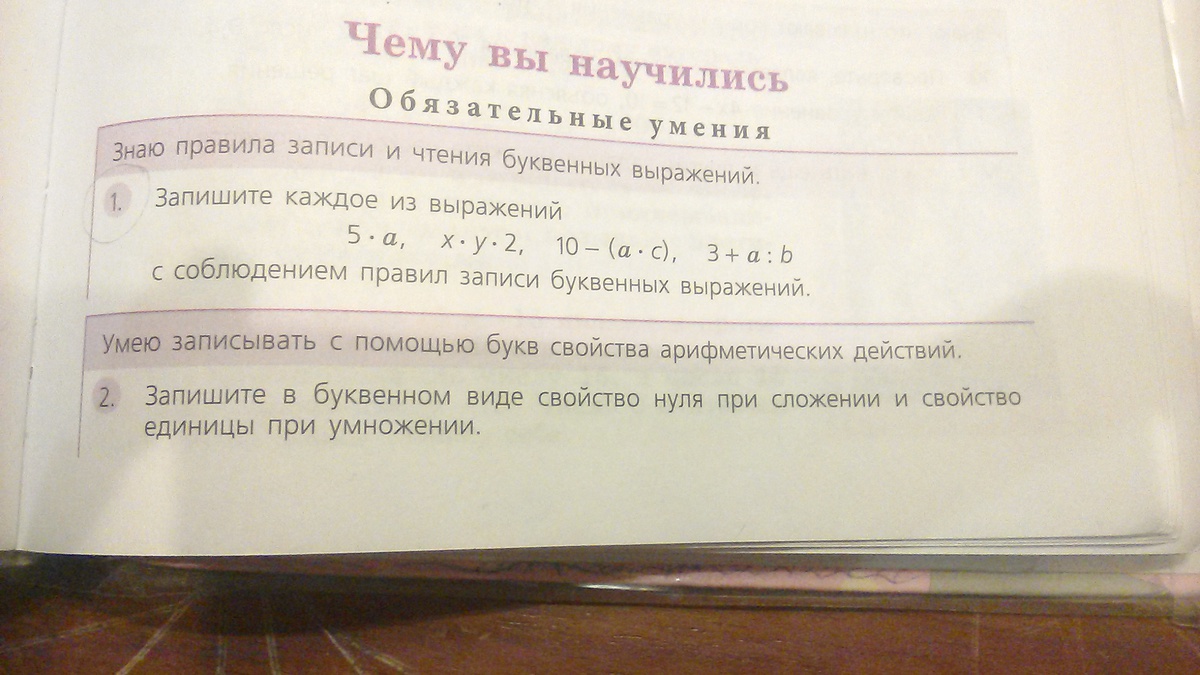 Чему вы научились
Обязательные умения
Знаю правила записи и чтения буквенных выражений.
1. Запишите каждое из выражений
5 · a, x · y · 2, 10 – (a · c), 3 + a : b
с соблюдением правил записи буквенных выражений.
Умею записывать с помощью букв свойства арифметических действий.
2. Запишите в буквенном виде свойство нуля при сложении и свойство
единицы при умножении.